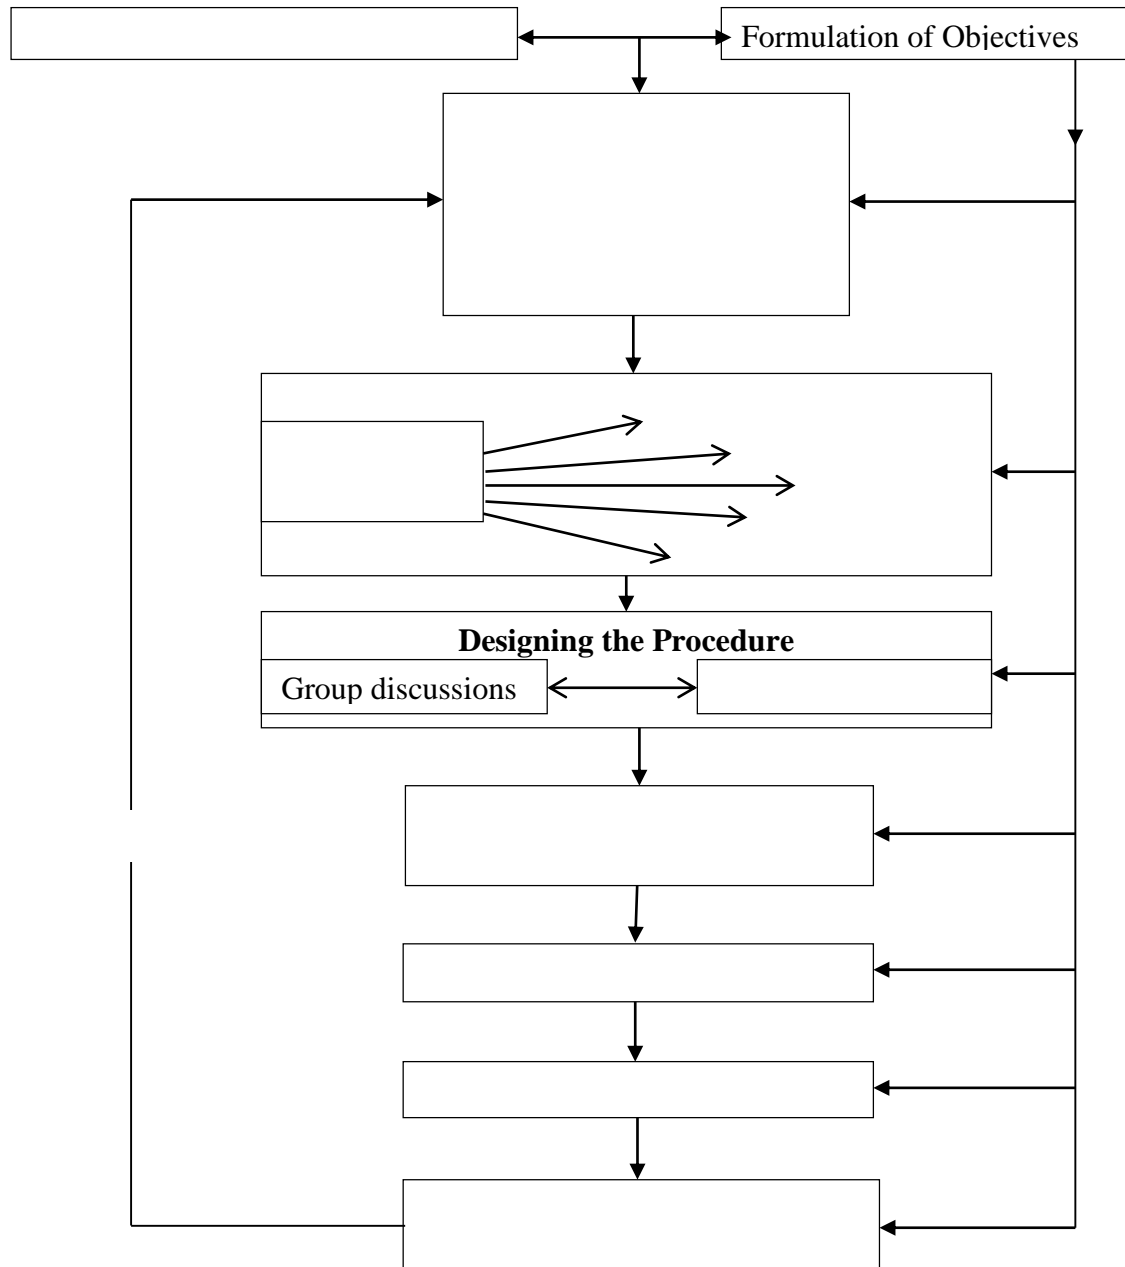 Formulation of Objectives
Designing the Procedure
Group discussions